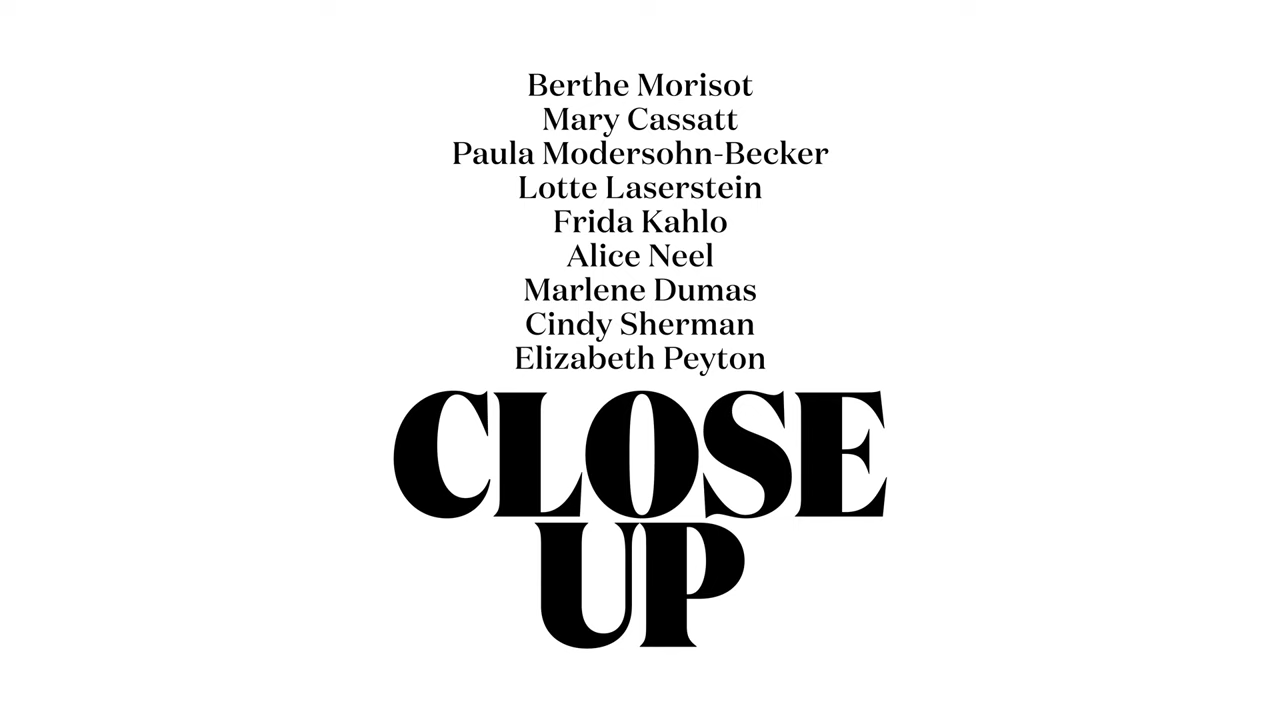 Berthe Morisot
Mary Cassatt
Paula Modersohn-Becker
Lotte Laserstein
Frida Kahlo
Alice Neel
Marlene Dumas
Cindy Sherman
Elizabeth Peyton
CLOSE
UP